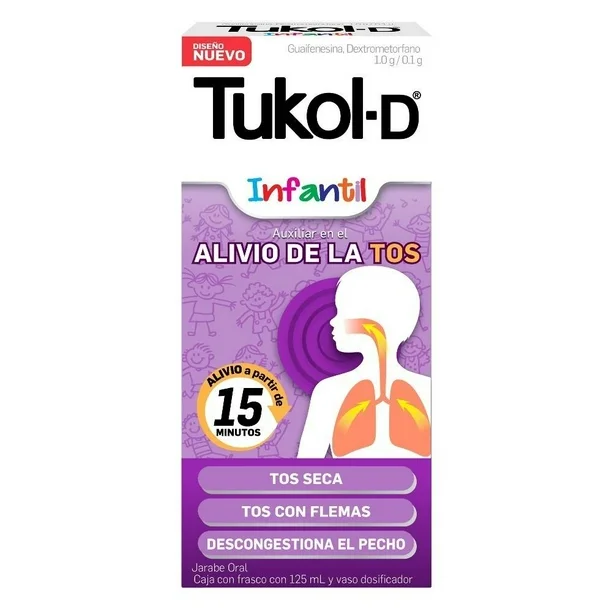 DISEÑO
NUEVO
Guaifenesina, Dextrometorfano
1.0 g / 0.1 g
Tukol-D®
Infantil
Auxiliar en el
ALIVIO DE LA TOS
ALIVIO a partir de
15
MINUTOS
TOS SECA
TOS CON FLEMAS
DESCONGESTIONA EL PECHO
Jarabe Oral
Caja con frasco con 125 mL y vaso dosificador